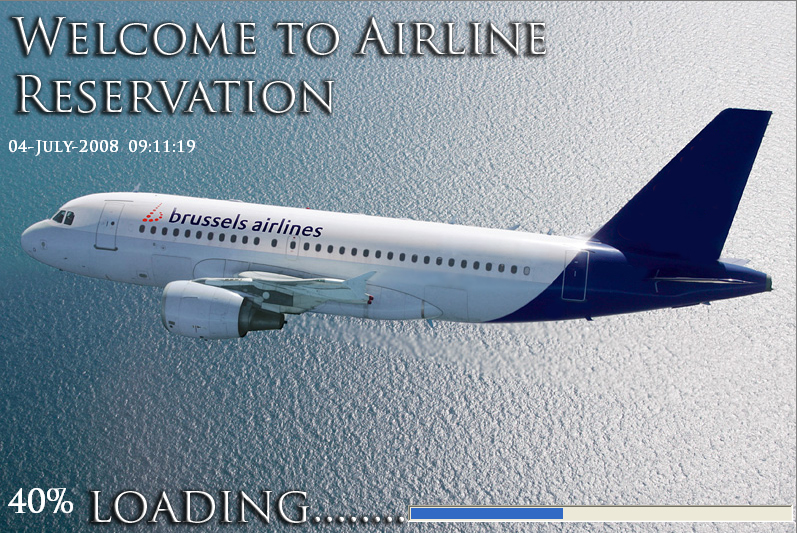 WELCOME TO AIRLINE
RESERVATION
04-JULY-2008 09:11:19
brussels airlines
40% LOADING........